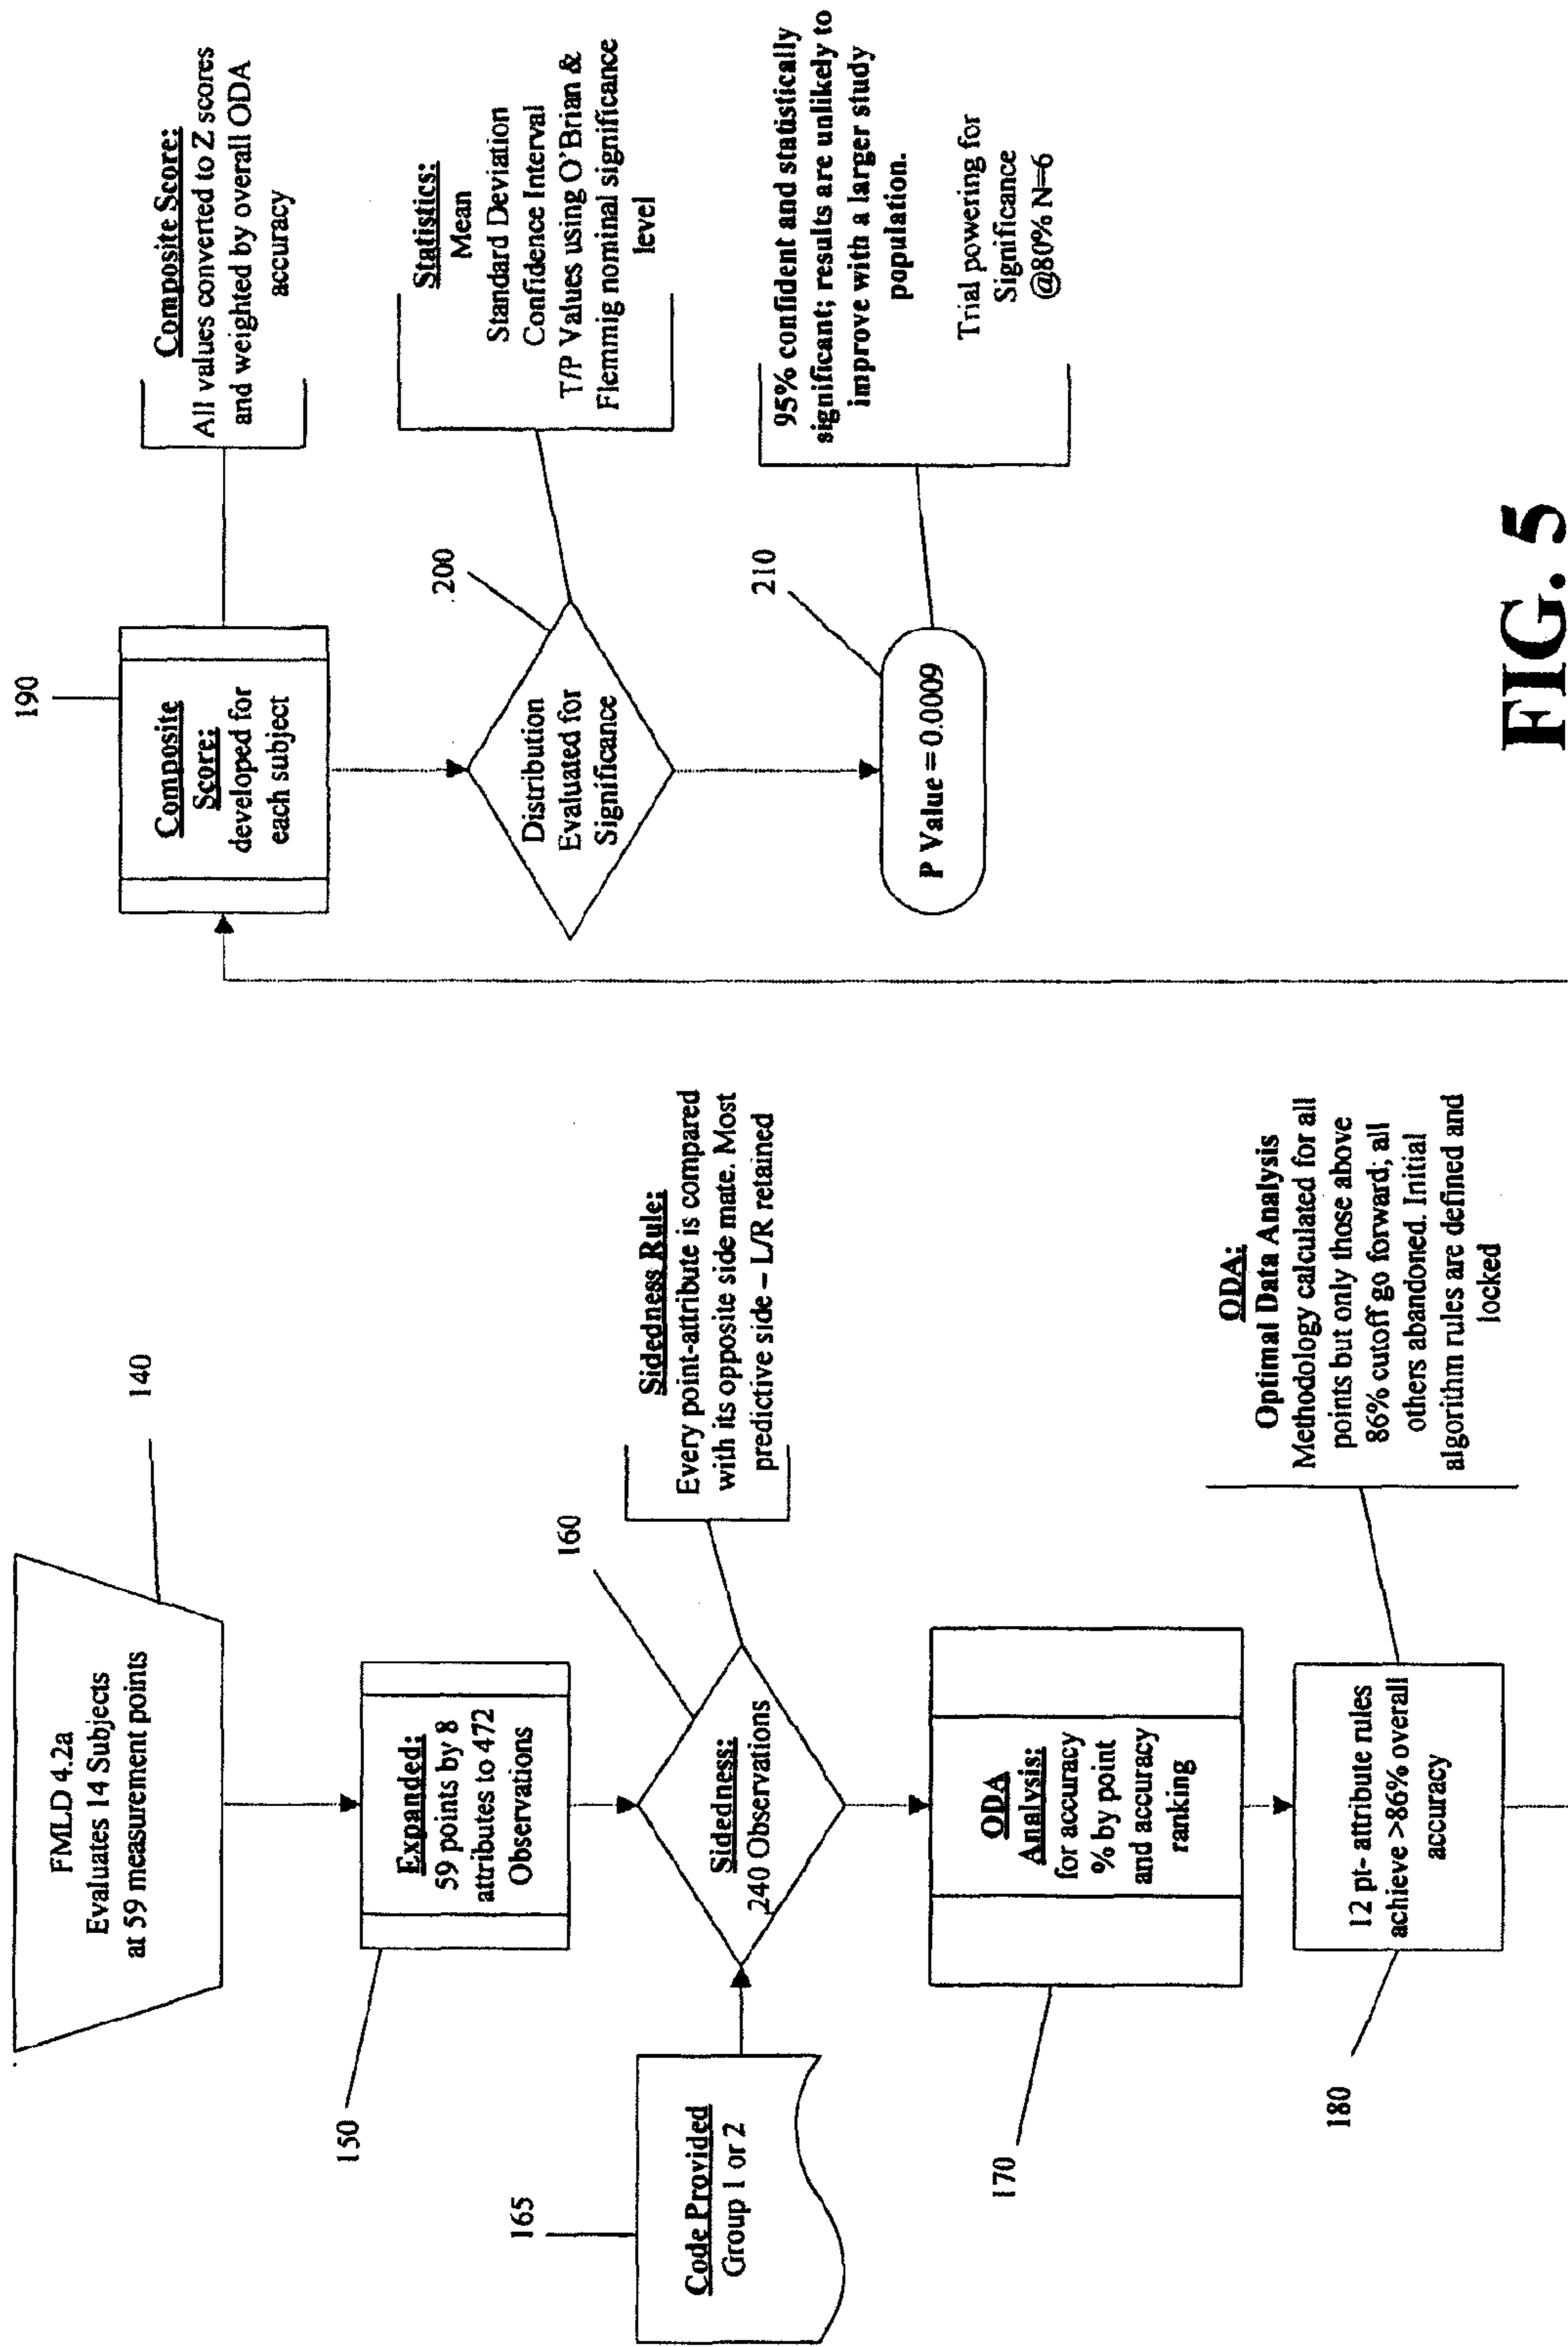 FMLD 4.2a
Evaluates 14 Subjects
at 59 measurement points
140
Expanded:
59 points by 8
attributes to 472
Observations
150
Sidedness:
240 Observations
160
Sidedness Rule:
Every point-attribute is compared
with its opposite side mate. Most
predictive side – L/R retained
165
Code Provided
Group 1 or 2
ODA
Analysis:
for accuracy
% by point
and accuracy
ranking
170
12 pt- attribute rules
achieve >86% overall
accuracy
180
ODA:
Optimal Data Analysis
Methodology calculated for all
points but only those above
86% cutoff go forward; all
others abandoned. Initial
algorithm rules are defined and
locked
190
Composite
Score:
developed for
each subject
Composite Score:
All values converted to Z scores
and weighted by overall ODA
accuracy
200
Distribution
Evaluated for
Significance
Statistics:
Mean
Standard Deviation
Confidence Interval
T/P Values using O'Brian &
Flemmig nominal significance
level
210
P Value = 0.0009
95% confident and statistically
significant; results are unlikely to
improve with a larger study
population.
Trial powering for
Significance
@80% N=6
FIG. 5